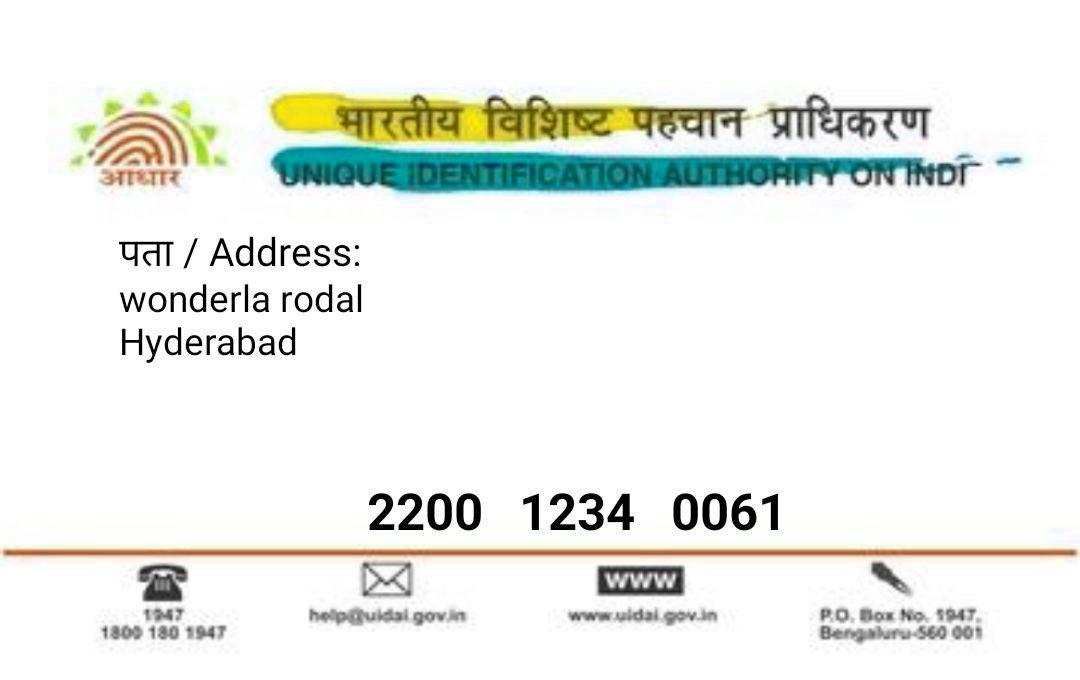 भारतीय विशिष्ट पहचान प्राधिकरण
आधार
UNIQUE IDENTIFICATION AUTHORITY ON INDI
पता / Address:
wonderla rodal
Hyderabad
2200 1234 0061
WWW
1947
1800 180 1947
help@uidai.gov.in
www.uidai.gov.in
P.O. Box No. 1947,
Bengaluru-560 001